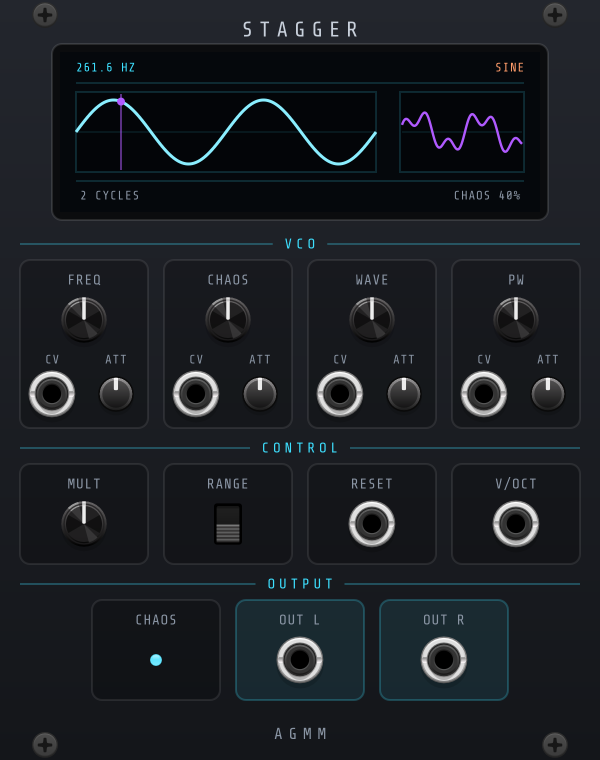 STAGGER
261.6 HZ SINE
2 CYCLES CHAOS 40%
VCO
FREQ CHAOS WAVE PW
CV ATT CV ATT CV ATT CV ATT
CONTROL
MULT RANGE RESET V/OCT
OUTPUT
CHAOS OUT L OUT R
AGMM